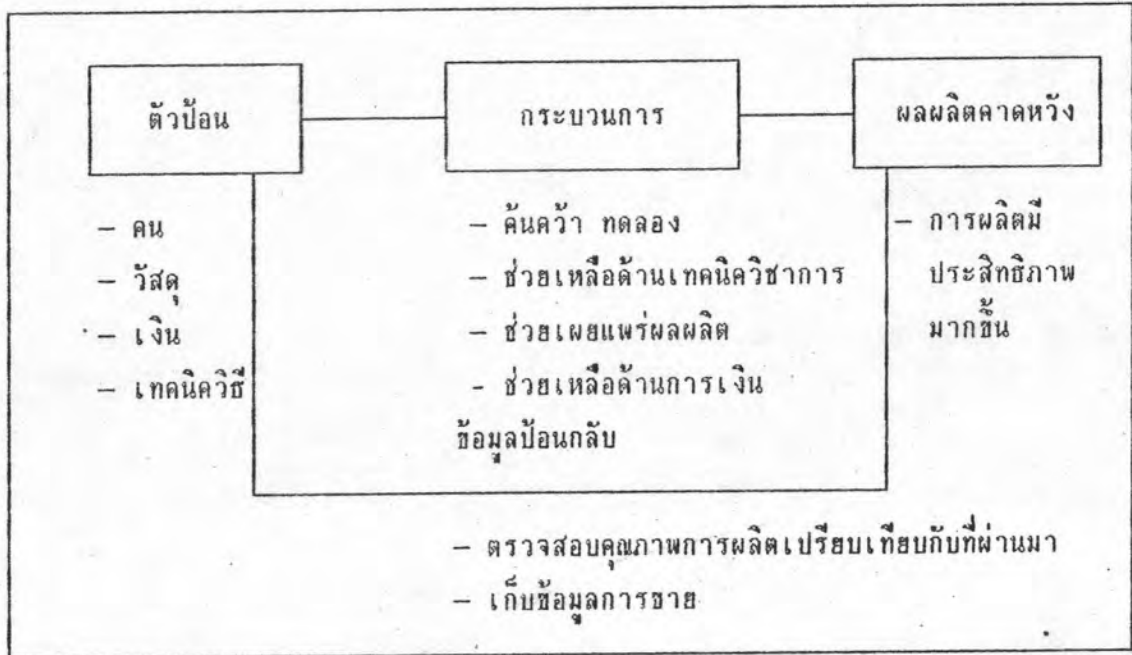 ตัวป้อน
กระบวนการ
ผลผลิตคาดหวัง
- คน
- วัสดุ
- เงิน
- เทคนิควิธี
- ค้นคว้า ทดลอง
- ช่วยเหลือด้านเทคนิควิชาการ
- ช่วยเผยแพร่ผลผลิต
- ช่วยเหลือด้านการเงิน
- การผลิตมี
ประสิทธิภาพ
มากขึ้น
ข้อมูลป้อนกลับ
- ตรวจสอบคุณภาพการผลิตเปรียบเทียบกับที่ผ่านมา
- เก็บข้อมูลการขาย